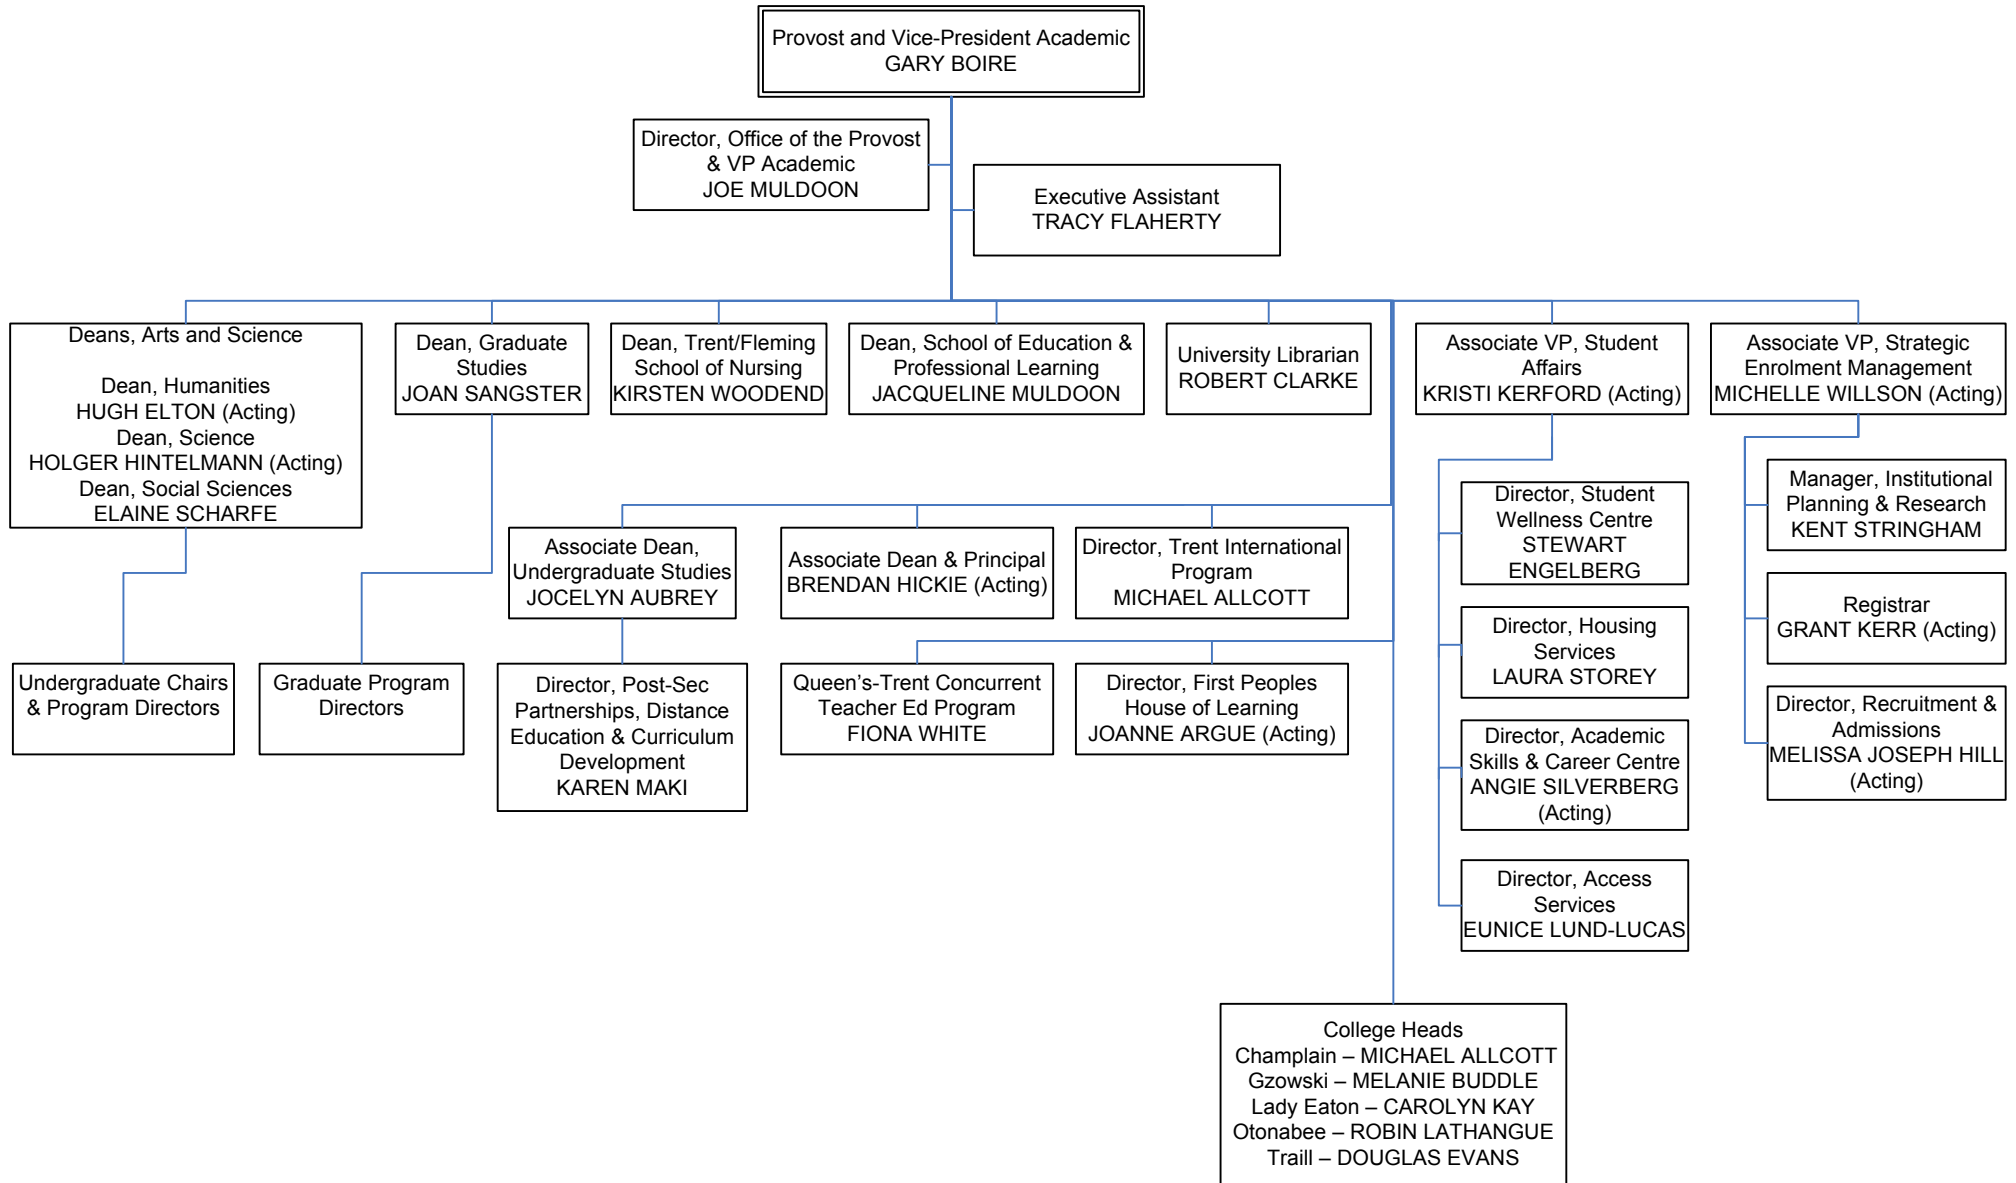 Provost and Vice-President Academic
GARY BOIRE
Director, Office of the Provost
& VP Academic
JOE MULDOON
Executive Assistant
TRACY FLAHERTY
Deans, Arts and Science
Dean, Humanities
HUGH ELTON (Acting)
Dean, Science
HOLGER HINTELMANN (Acting)
Dean, Social Sciences
ELAINE SCHARFE
Dean, Graduate
Studies
JOAN SANGSTER
Dean, Trent/Fleming
School of Nursing
KIRSTEN WOODEND
Dean, School of Education &
Professional Learning
JACQUELINE MULDOON
University Librarian
ROBERT CLARKE
Associate VP, Student
Affairs
KRISTI KERFORD (Acting)
Associate VP, Strategic
Enrolment Management
MICHELLE WILLSON (Acting)
Associate Dean,
Undergraduate Studies
JOCELYN AUBREY
Associate Dean & Principal
BRENDAN HICKIE (Acting)
Director, Trent International
Program
MICHAEL ALLCOTT
Director, Student
Wellness Centre
STEWART
ENGELBERG
Manager, Institutional
Planning & Research
KENT STRINGHAM
Director, Housing
Services
LAURA STOREY
Registrar
GRANT KERR (Acting)
Undergraduate Chairs
& Program Directors
Graduate Program
Directors
Director, Post-Sec
Partnerships, Distance
Education & Curriculum
Development
KAREN MAKI
Queen's-Trent Concurrent
Teacher Ed Program
FIONA WHITE
Director, First Peoples
House of Learning
JOANNE ARGUE (Acting)
Director, Academic
Skills & Career Centre
ANGIE SILVERBERG
(Acting)
Director, Recruitment &
Admissions
MELISSA JOSEPH HILL
(Acting)
Director, Access
Services
EUNICE LUND-LUCAS
College Heads
Champlain – MICHAEL ALLCOTT
Gzowski – MELANIE BUDDLE
Lady Eaton – CAROLYN KAY
Otonabee – ROBIN LATHANGUE
Traill – DOUGLAS EVANS